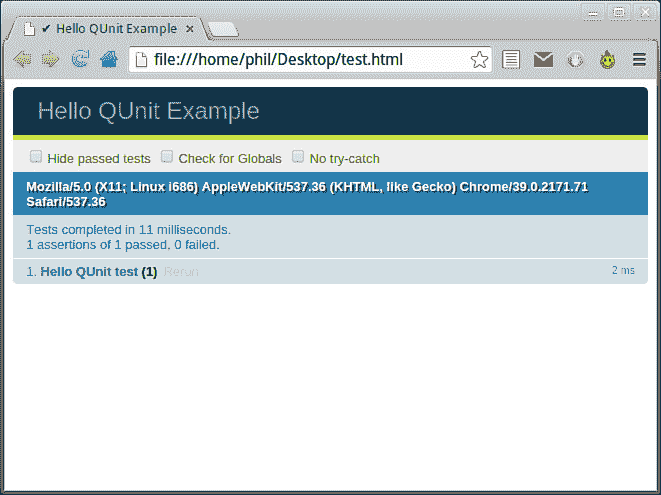 ✔ Hello QUnit Example
file:///home/phil/Desktop/test.html
Hello QUnit Example
Hide passed tests Check for Globals No try-catch
Mozilla/5.0 (X11; Linux i686) AppleWebKit/537.36 (KHTML, like Gecko) Chrome/39.0.2171.71
Safari/537.36
Tests completed in 11 milliseconds.
1 assertions of 1 passed, 0 failed.
1. Hello QUnit test (1) Rerun 2 ms